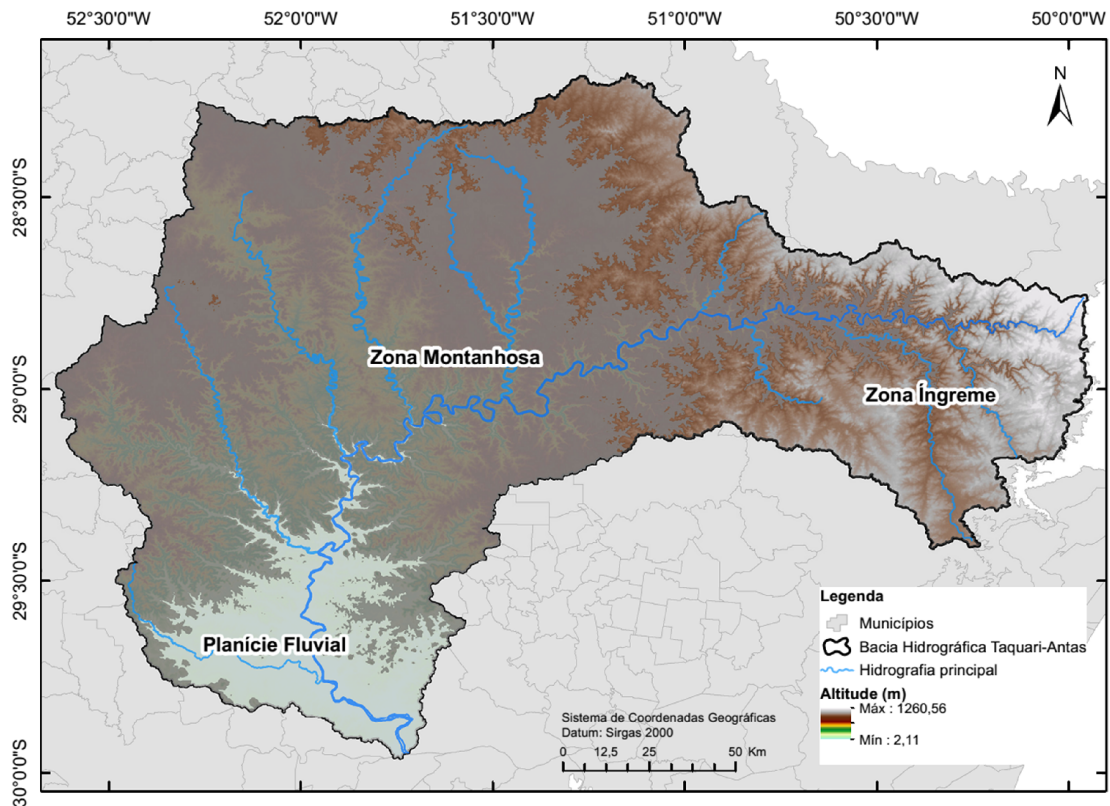 52°30'0"W 52°0'0"W 51°30'0"W 51°0'0"W 50°30'0"W 50°0'0"W
N
28°30'0"S
Zona Montanhosa
29°0'0"S
Zona Íngreme
29°30'0"S
Planície Fluvial
30°0'0"S
Legenda
Municípios
Bacia Hidrográfica Taquari-Antas
Hidrografia principal
Altitude (m)
Máx : 1260,56
Mín : 2,11
Sistema de Coordenadas Geográficas
Datum: Sirgas 2000
0 12,5 25 50 Km